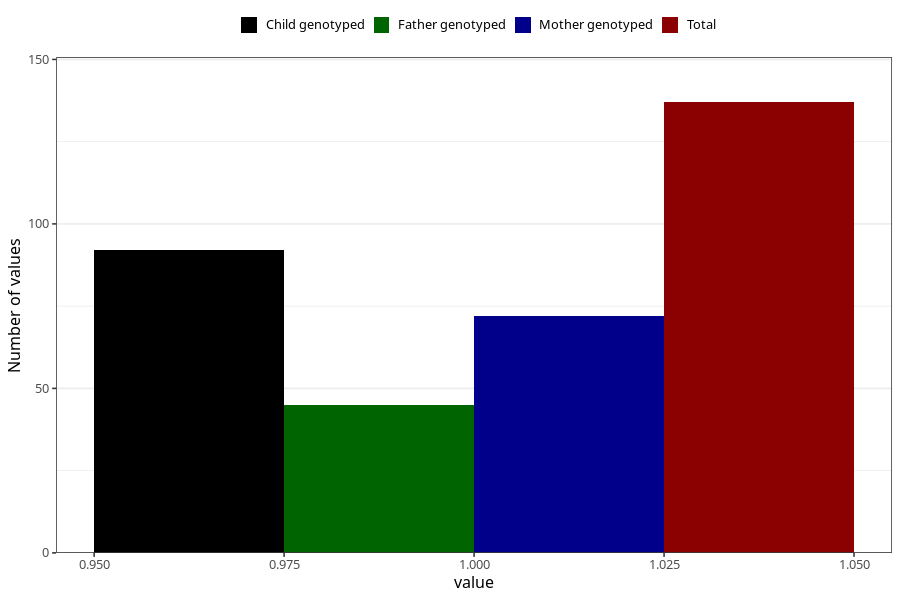 Child genotyped Father genotyped Mother genotyped Total
150
100
50
0
Number of values
0.950 0.975 1.000 1.025 1.050
value